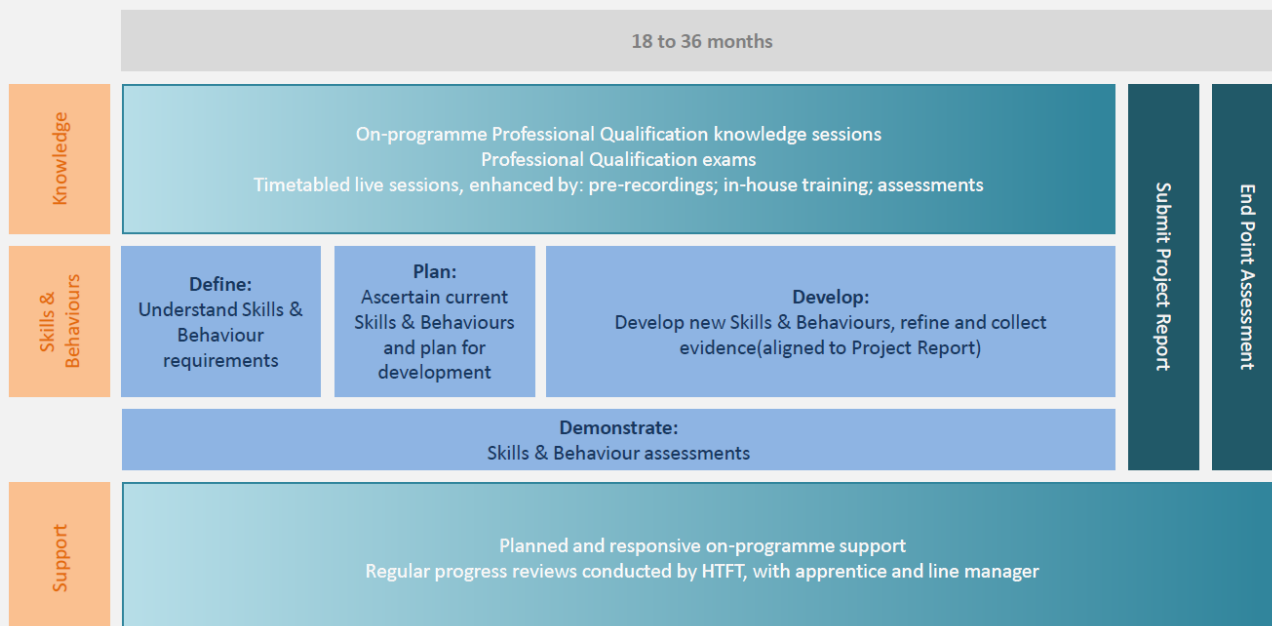 18 to 36 months
Knowledge
On-programme Professional Qualification knowledge sessions
Professional Qualification exams
Timetabled live sessions, enhanced by: pre-recordings; in-house training; assessments
Submit Project Report
End Point Assessment
Skills &
Behaviours
Define:
Understand Skills &
Behaviour
requirements
Plan:
Ascertain current
Skills & Behaviours
and plan for
development
Develop:
Develop new Skills & Behaviours, refine and collect
evidence(aligned to Project Report)
Demonstrate:
Skills & Behaviour assessments
Support
Planned and responsive on-programme support
Regular progress reviews conducted by HTFT, with apprentice and line manager